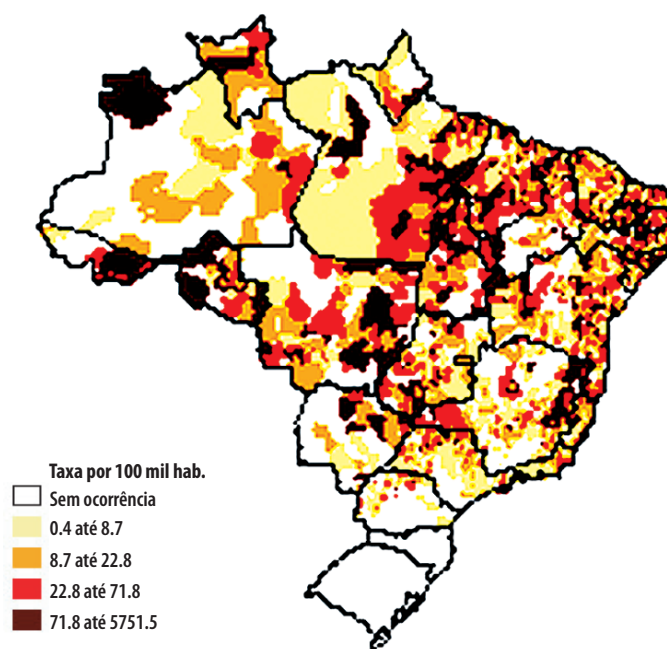 Taxa por 100 mil hab.
Sem ocorrência
0.4 até 8.7
8.7 até 22.8
22.8 até 71.8
71.8 até 5751.5